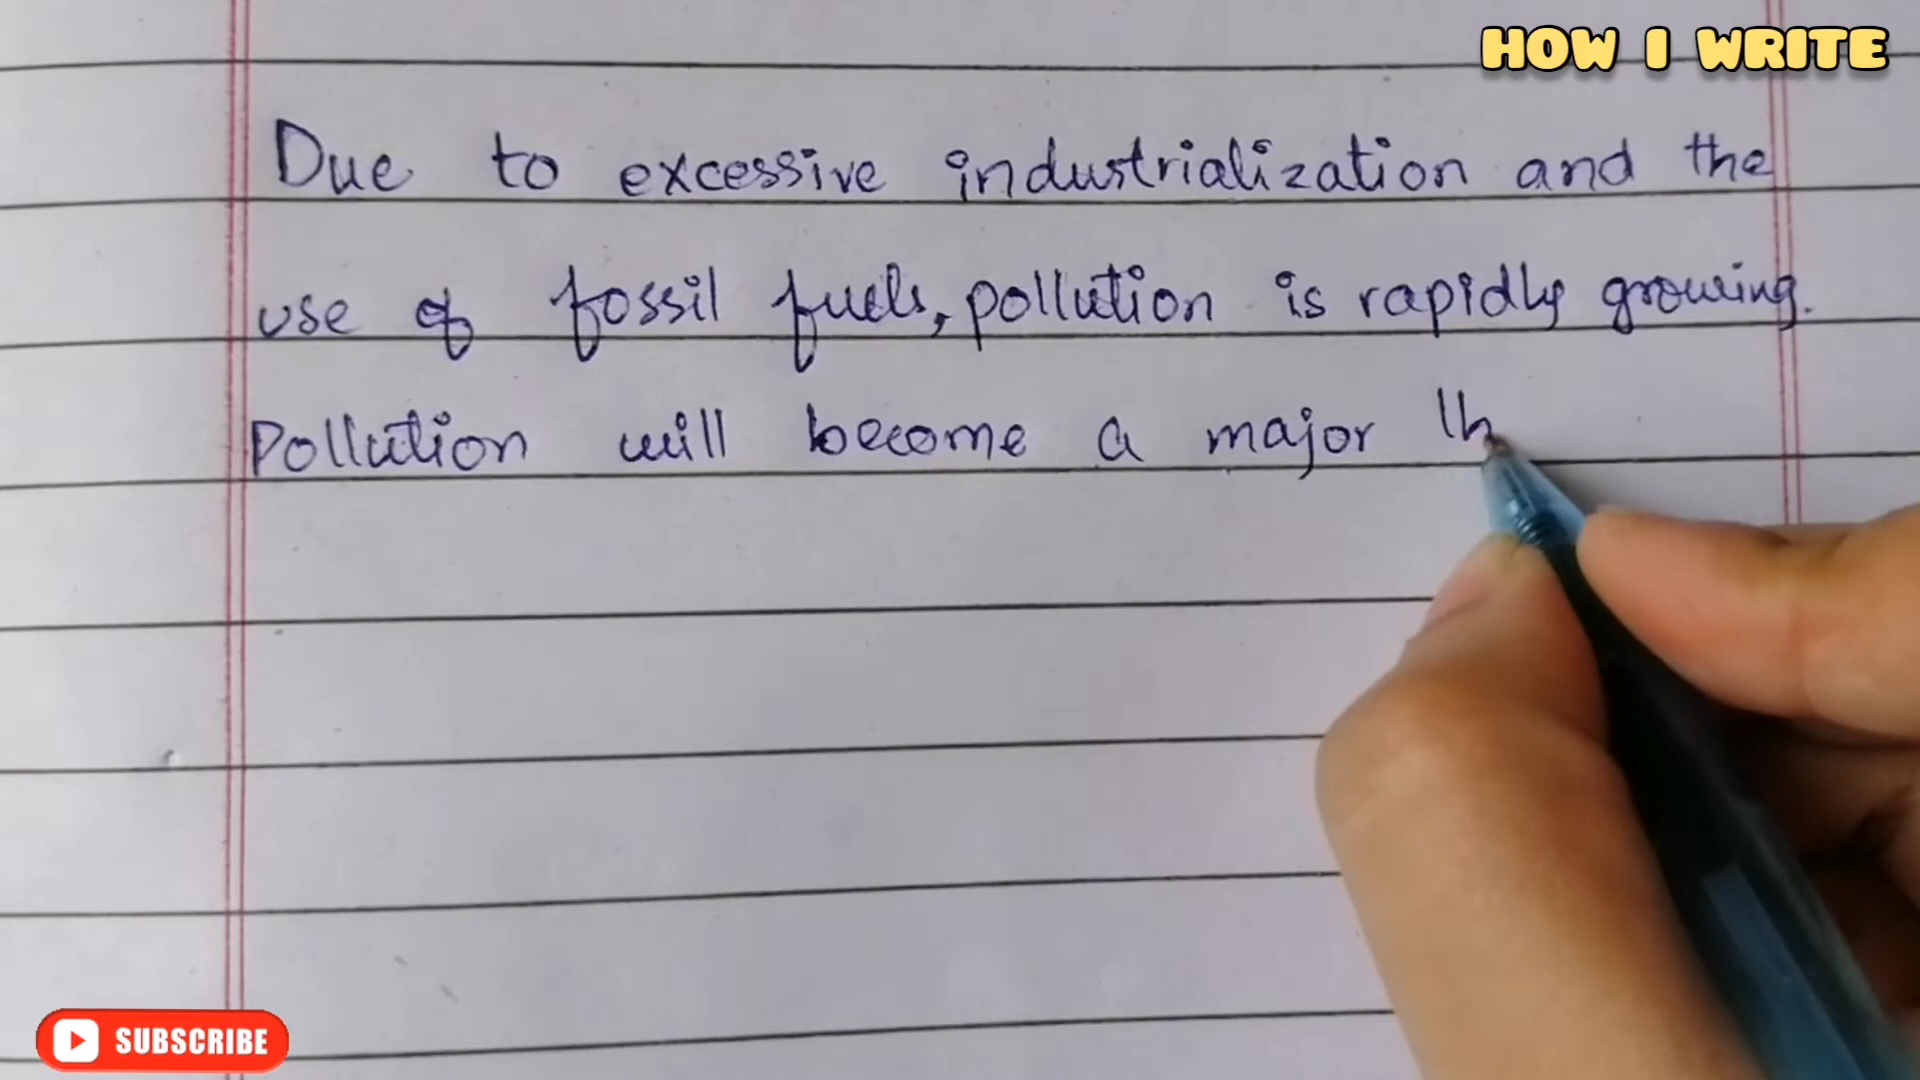 HOW I WRITE
Due to excessive industrialization and the
use of fossil fuels, pollution is rapidly growing.
Pollution will become a major th
SUBSCRIBE